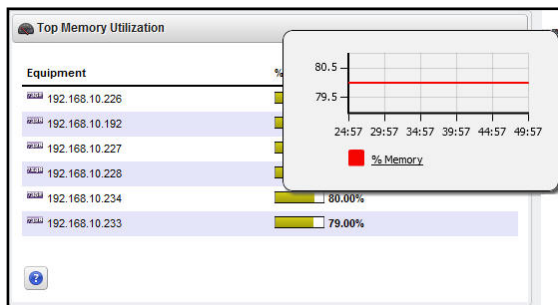 Top Memory Utilization
Equipment %
192.168.10.226
192.168.10.192
192.168.10.227
192.168.10.228
192.168.10.234 80.00%
192.168.10.233 79.00%
80.5
79.5
24:57 29:57 34:57 39:57 44:57 49:57
% Memory
?